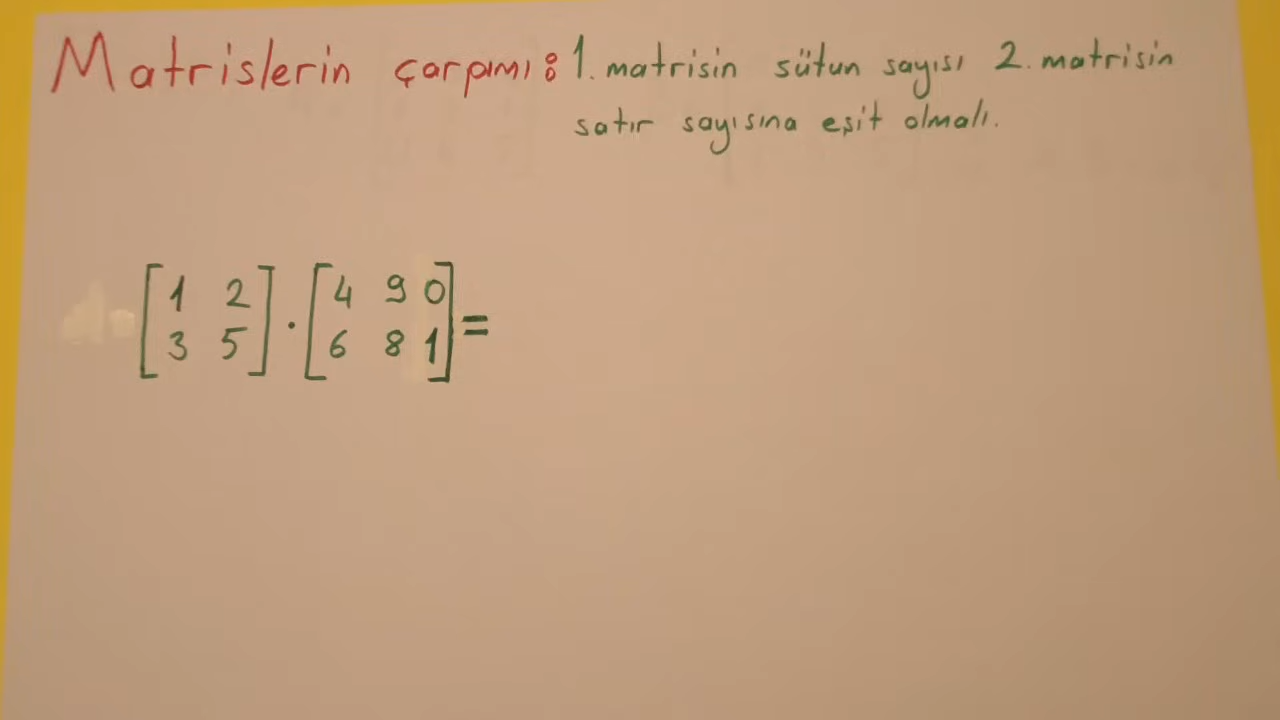 Matrislerin çarpımı: 1. matrisin sütun sayısı 2. matrisin
satır sayısına eşit olmalı.
[1 2] . [4 9 0] =
[3 5] [6 8 1]